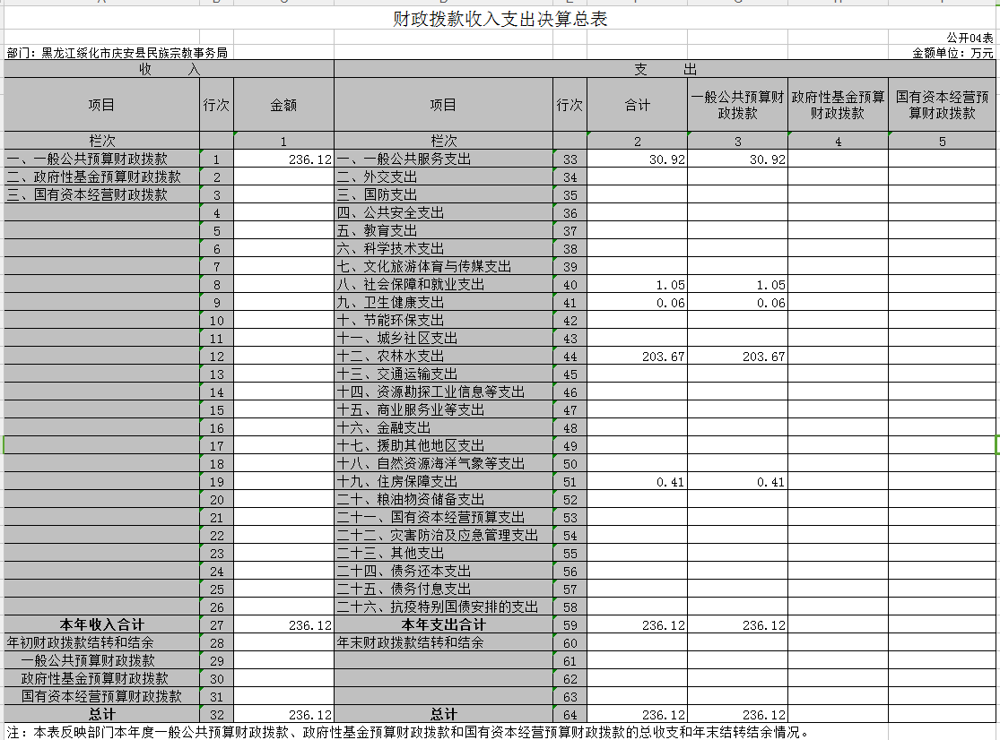 财政拨款收入支出决算总表
公开04表
部门：黑龙江绥化市庆安县民族宗教事务局 金额单位：万元
收 入 支 出
项目 行次 金额 项目 行次 合计 一般公共预算财政拨款 政府性基金预算财政拨款 国有资本经营预算财政拨款
栏次 1 栏次 2 3 4 5
一、一般公共预算财政拨款 1 236.12 一、一般公共服务支出 33 30.92 30.92
二、政府性基金预算财政拨款 2 二、外交支出 34
三、国有资本经营财政拨款 3 三、国防支出 35
4 四、公共安全支出 36
5 五、教育支出 37
6 六、科学技术支出 38
7 七、文化旅游体育与传媒支出 39
8 八、社会保障和就业支出 40 1.05 1.05
9 九、卫生健康支出 41 0.06 0.06
10 十、节能环保支出 42
11 十一、城乡社区支出 43
12 十二、农林水支出 44 203.67 203.67
13 十三、交通运输支出 45
14 十四、资源勘探工业信息等支出 46
15 十五、商业服务业等支出 47
16 十六、金融支出 48
17 十七、援助其他地区支出 49
18 十八、自然资源海洋气象等支出 50
19 十九、住房保障支出 51 0.41 0.41
20 二十、粮油物资储备支出 52
21 二十一、国有资本经营预算支出 53
22 二十二、灾害防治及应急管理支出 54
23 二十三、其他支出 55
24 二十四、债务还本支出 56
25 二十五、债务付息支出 57
26 二十六、抗疫特别国债安排的支出 58
本年收入合计 27 236.12 本年支出合计 59 236.12 236.12
年初财政拨款结转和结余 28 年末财政拨款结转和结余 60
一般公共预算财政拨款 29 61
政府性基金预算财政拨款 30 62
国有资本经营预算财政拨款 31 63
总计 32 236.12 总计 64 236.12 236.12
注：本表反映部门本年度一般公共预算财政拨款、政府性基金预算财政拨款和国有资本经营预算财政拨款的总收支和年末结转结余情况。